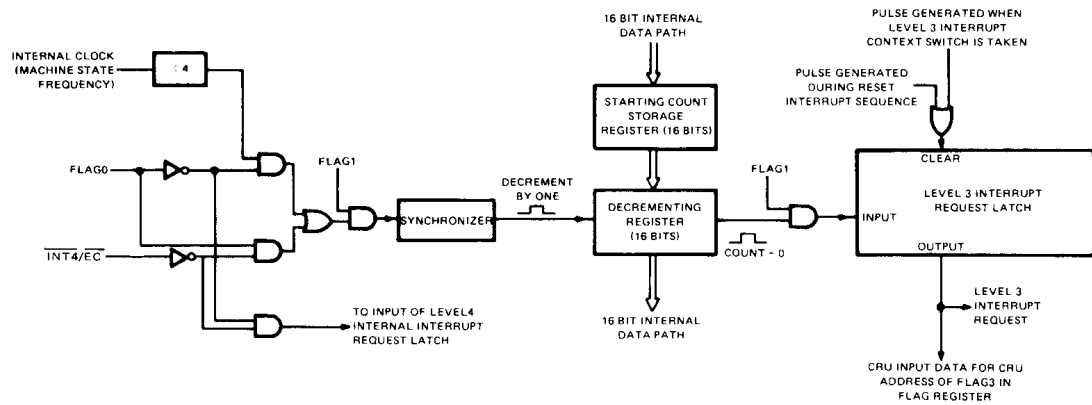 INTERNAL CLOCK
(MACHINE STATE
FREQUENCY)
4
FLAG0
INT4/EC
FLAG1
SYNCHRONIZER
TO INPUT OF LEVEL4
INTERNAL INTERRUPT
REQUEST LATCH
DECREMENT
BY ONE
16 BIT INTERNAL
DATA PATH
STARTING COUNT
STORAGE
REGISTER (16 BITS)
DECREMENTING
REGISTER
(16 BITS)
16 BIT INTERNAL
DATA PATH
COUNT = 0
FLAG1
PULSE GENERATED WHEN
LEVEL 3 INTERRUPT
CONTEXT SWITCH IS TAKEN
PULSE GENERATED
DURING RESET
INTERRUPT SEQUENCE
CLEAR
LEVEL 3 INTERRUPT
REQUEST LATCH
INPUT
OUTPUT
LEVEL 3
INTERRUPT
REQUEST
CRU INPUT DATA FOR CRU
ADDRESS OF FLAG3 IN
FLAG REGISTER